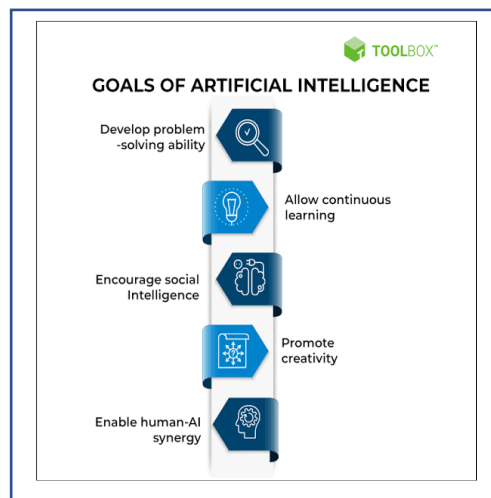 TOOLBOX™
GOALS OF ARTIFICIAL INTELLIGENCE
Develop problem
-solving ability
Allow continuous
learning
Encourage social
Intelligence
Promote
creativity
Enable human-AI
synergy